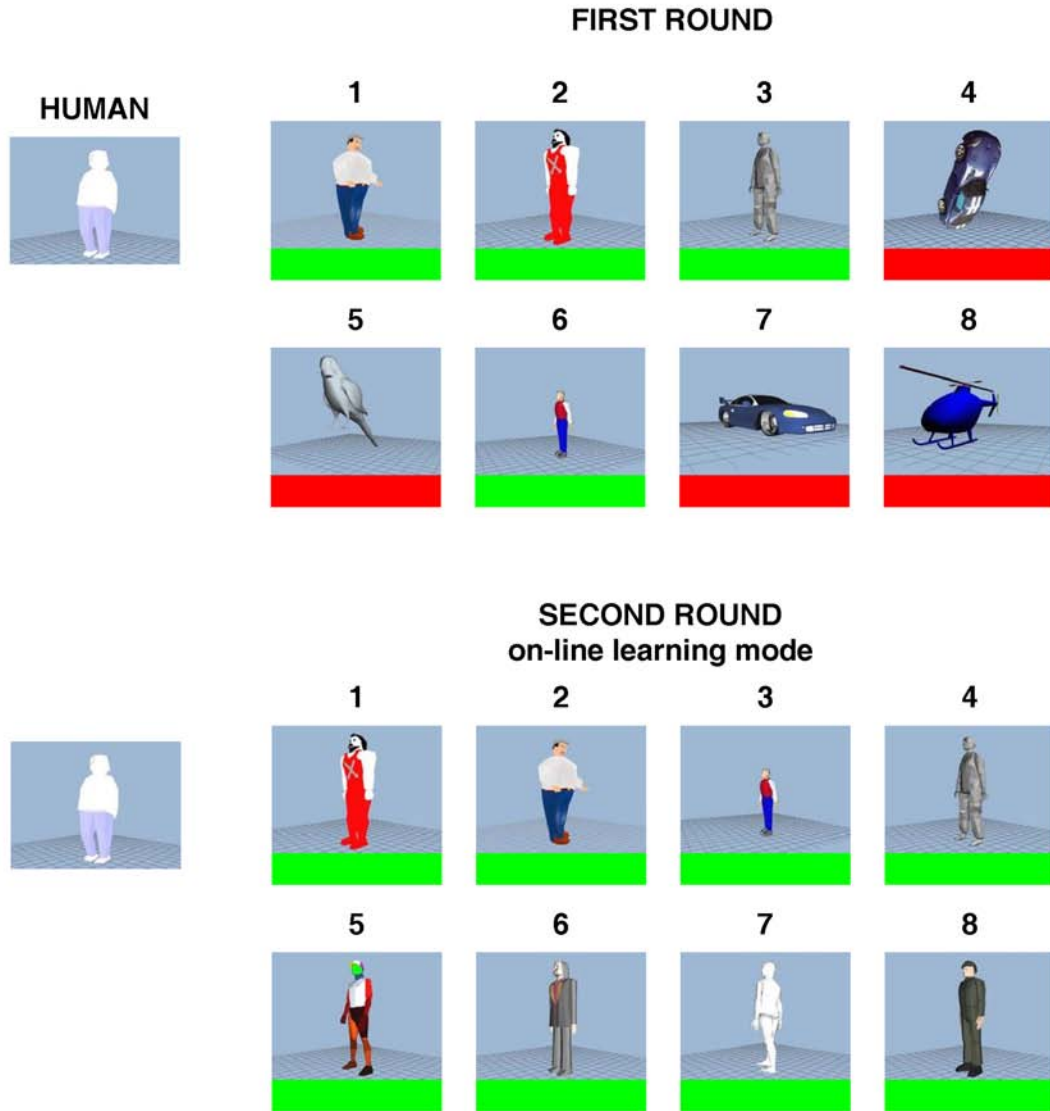 FIRST ROUND
HUMAN
1 2 3 4
5 6 7 8
SECOND ROUND
on-line learning mode
1 2 3 4
5 6 7 8